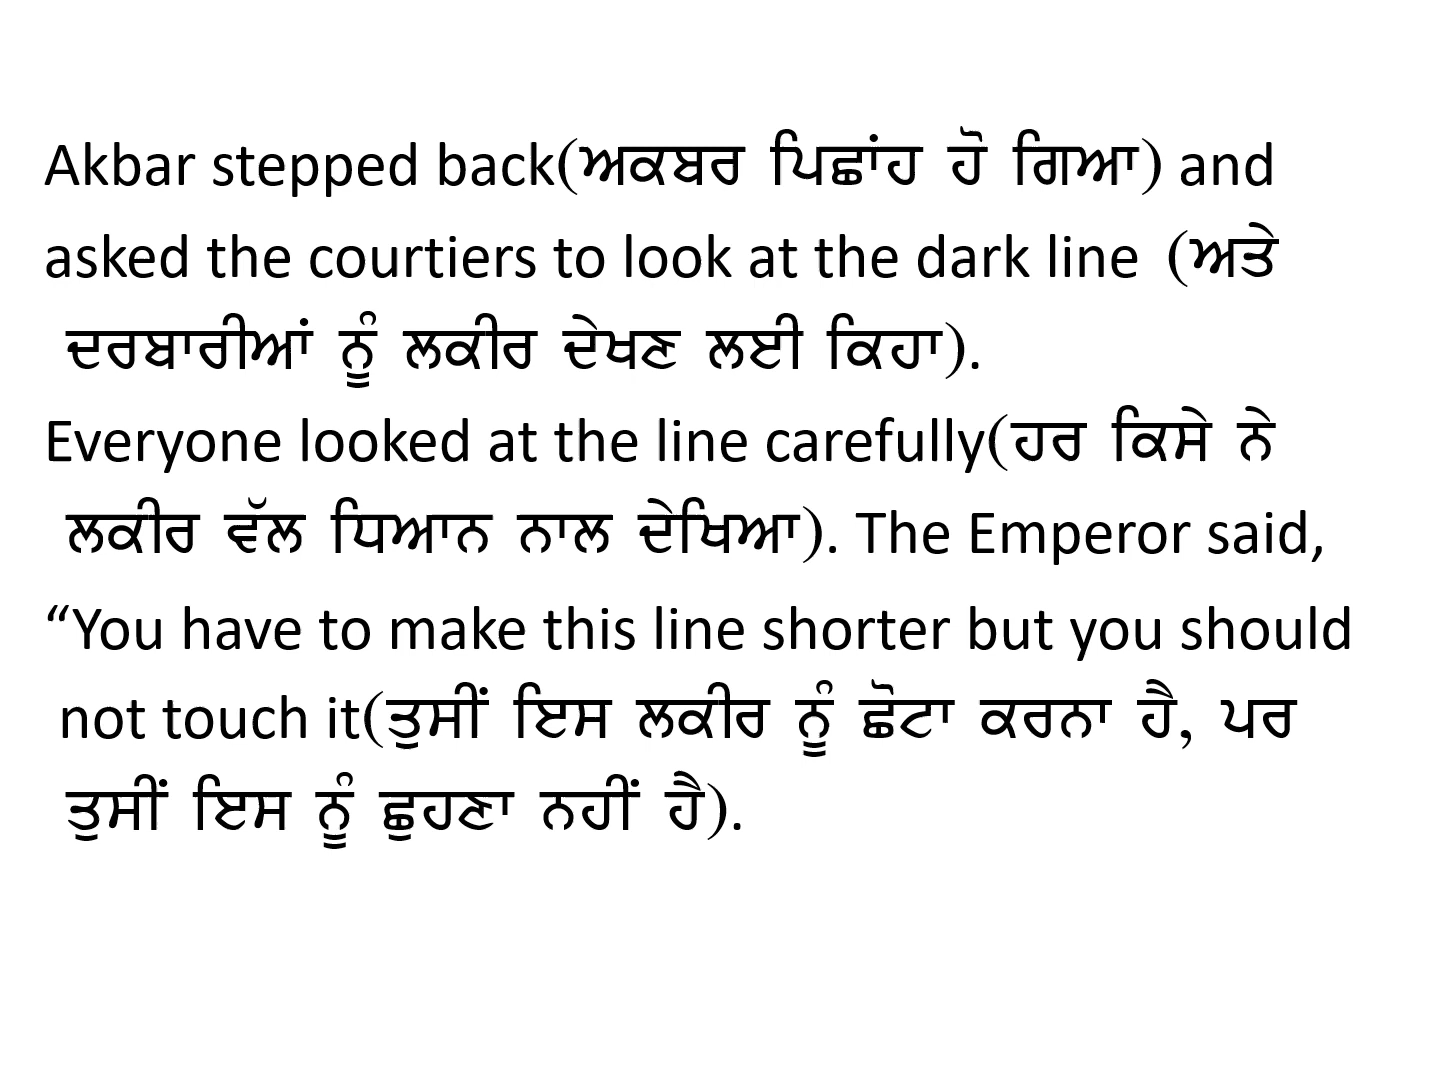 Akbar stepped back(ਅਕਬਰ ਪਿਛਾਂਹ ਹੋ ਗਿਆ) and
asked the courtiers to look at the dark line (ਅਤੇ
ਦਰਬਾਰੀਆਂ ਨੂੰ ਲਕੀਰ ਦੇਖਣ ਲਈ ਕਿਹਾ).
Everyone looked at the line carefully(ਹਰ ਕਿਸੇ ਨੇ
ਲਕੀਰ ਵੱਲ ਧਿਆਨ ਨਾਲ ਦੇਖਿਆ). The Emperor said,
“You have to make this line shorter but you should
not touch it(ਤੁਸੀਂ ਇਸ ਲਕੀਰ ਨੂੰ ਛੋਟਾ ਕਰਨਾ ਹੈ, ਪਰ
ਤੁਸੀਂ ਇਸ ਨੂੰ ਛੁਹਣਾ ਨਹੀਂ ਹੈ).